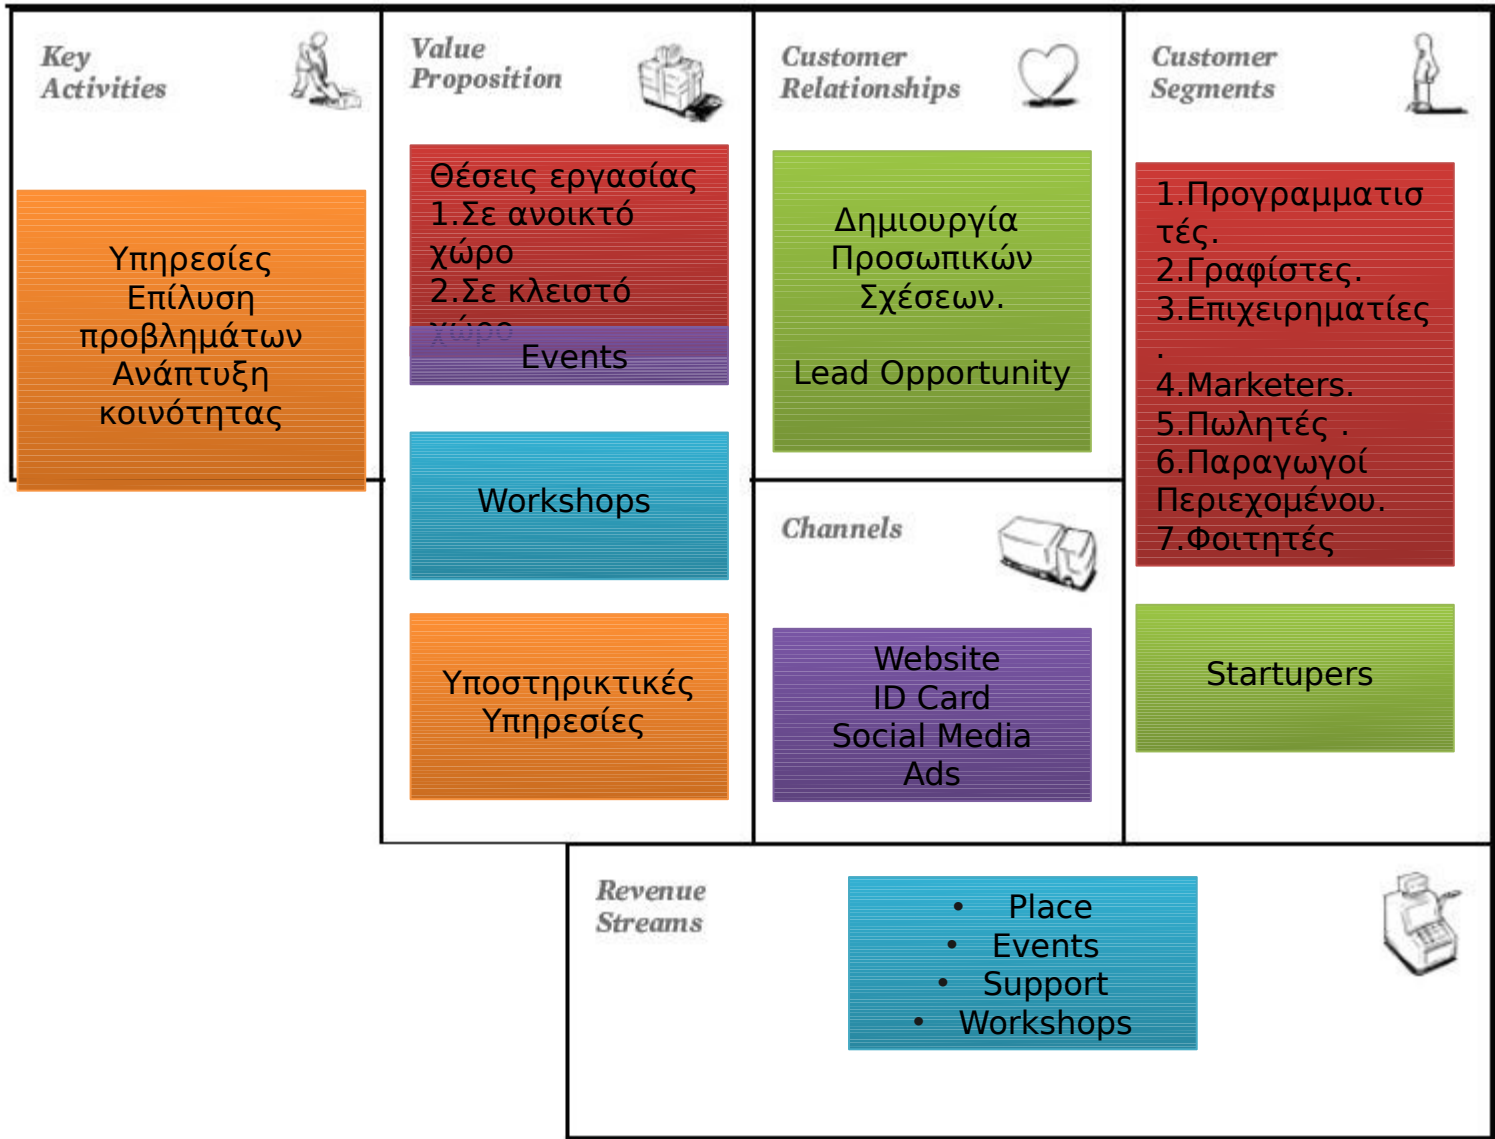 Key
Activities
Υπηρεσίες
Επίλυση
προβλημάτων
Ανάπτυξη
κοινότητας
Value
Proposition
Θέσεις εργασίας
1.Σε ανοικτό
χώρο
2.Σε κλειστό
χώρο
Events
Workshops
Υποστηρικτικές
Υπηρεσίες
Customer
Relationships
Δημιουργία
Προσωπικών
Σχέσεων.
Lead Opportunity
Channels
Website
ID Card
Social Media
Ads
Customer
Segments
1.Προγραμματισ
τές.
2.Γραφίστες.
3.Επιχειρηματίες
.
4.Marketers.
5.Πωλητές .
6.Παραγωγοί
Περιεχομένου.
7.Φοιτητές
Startupers
Revenue
Streams
• Place
• Events
• Support
• Workshops